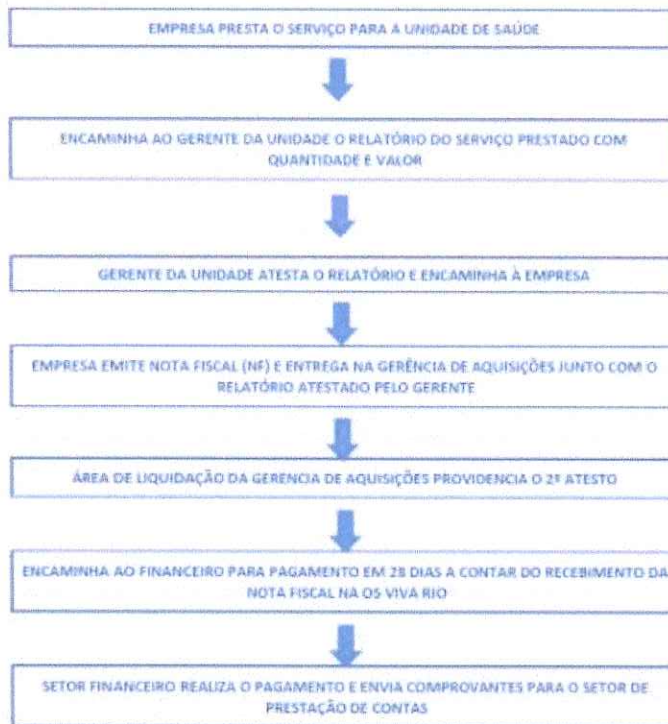 EMPRESA PRESTA O SERVIÇO PARA A UNIDADE DE SAÚDE
ENCAMINHA AO GERENTE DA UNIDADE O RELATÓRIO DO SERVIÇO PRESTADO COM
QUANTIDADE E VALOR
GERENTE DA UNIDADE ATESTA O RELATÓRIO E ENCAMINHA À EMPRESA
EMPRESA EMITE NOTA FISCAL (NF) E ENTREGA NA GERÊNCIA DE AQUISIÇÕES JUNTO COM O
RELATÓRIO ATESTADO PELO GERENTE
ÁREA DE LIQUIDAÇÃO DA GERENCIA DE AQUISIÇÕES PROVIDENCIA O 2º ATESTO
ENCAMINHA AO FINANCEIRO PARA PAGAMENTO EM 28 DIAS A CONTAR DO RECEBIMENTO DA
NOTA FISCAL NA OS VIVA RIO
SETOR FINANCEIRO REALIZA O PAGAMENTO E ENVIA COMPROVANTES PARA O SETOR DE
PRESTAÇÃO DE CONTAS